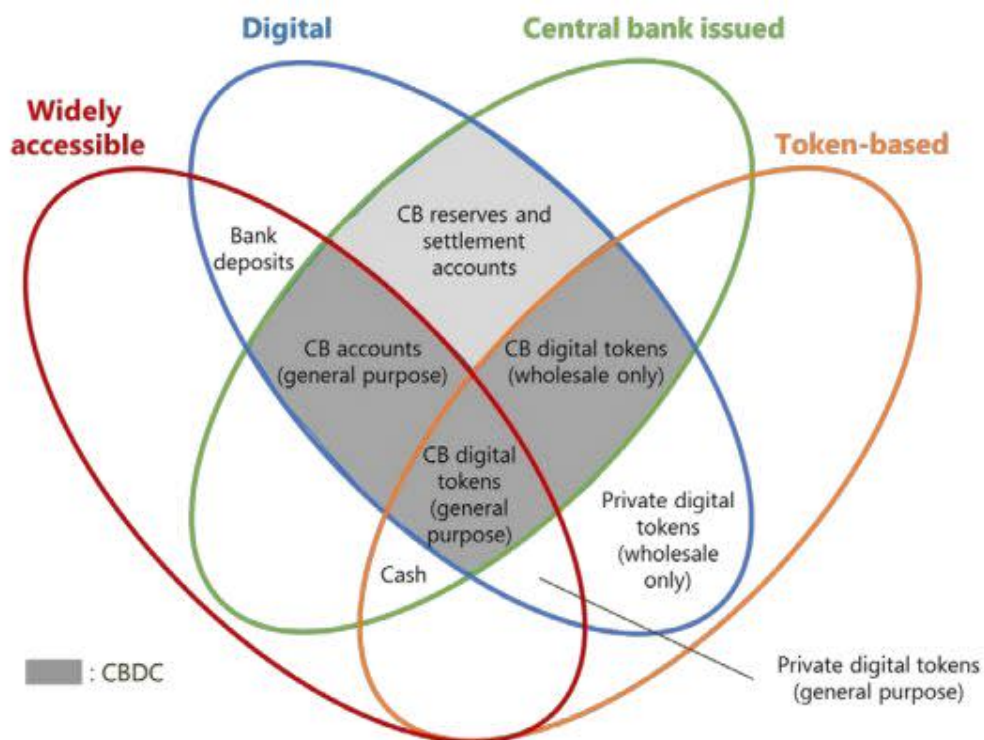 Digital
Central bank issued
Widely
accessible
Token-based
CB reserves and
settlement
accounts
Bank
deposits
CB accounts
(general purpose)
CB digital tokens
(wholesale only)
CB digital
tokens
(general
purpose)
Private digital
tokens
(wholesale
only)
Cash
Private digital tokens
(general purpose)
: CBDC